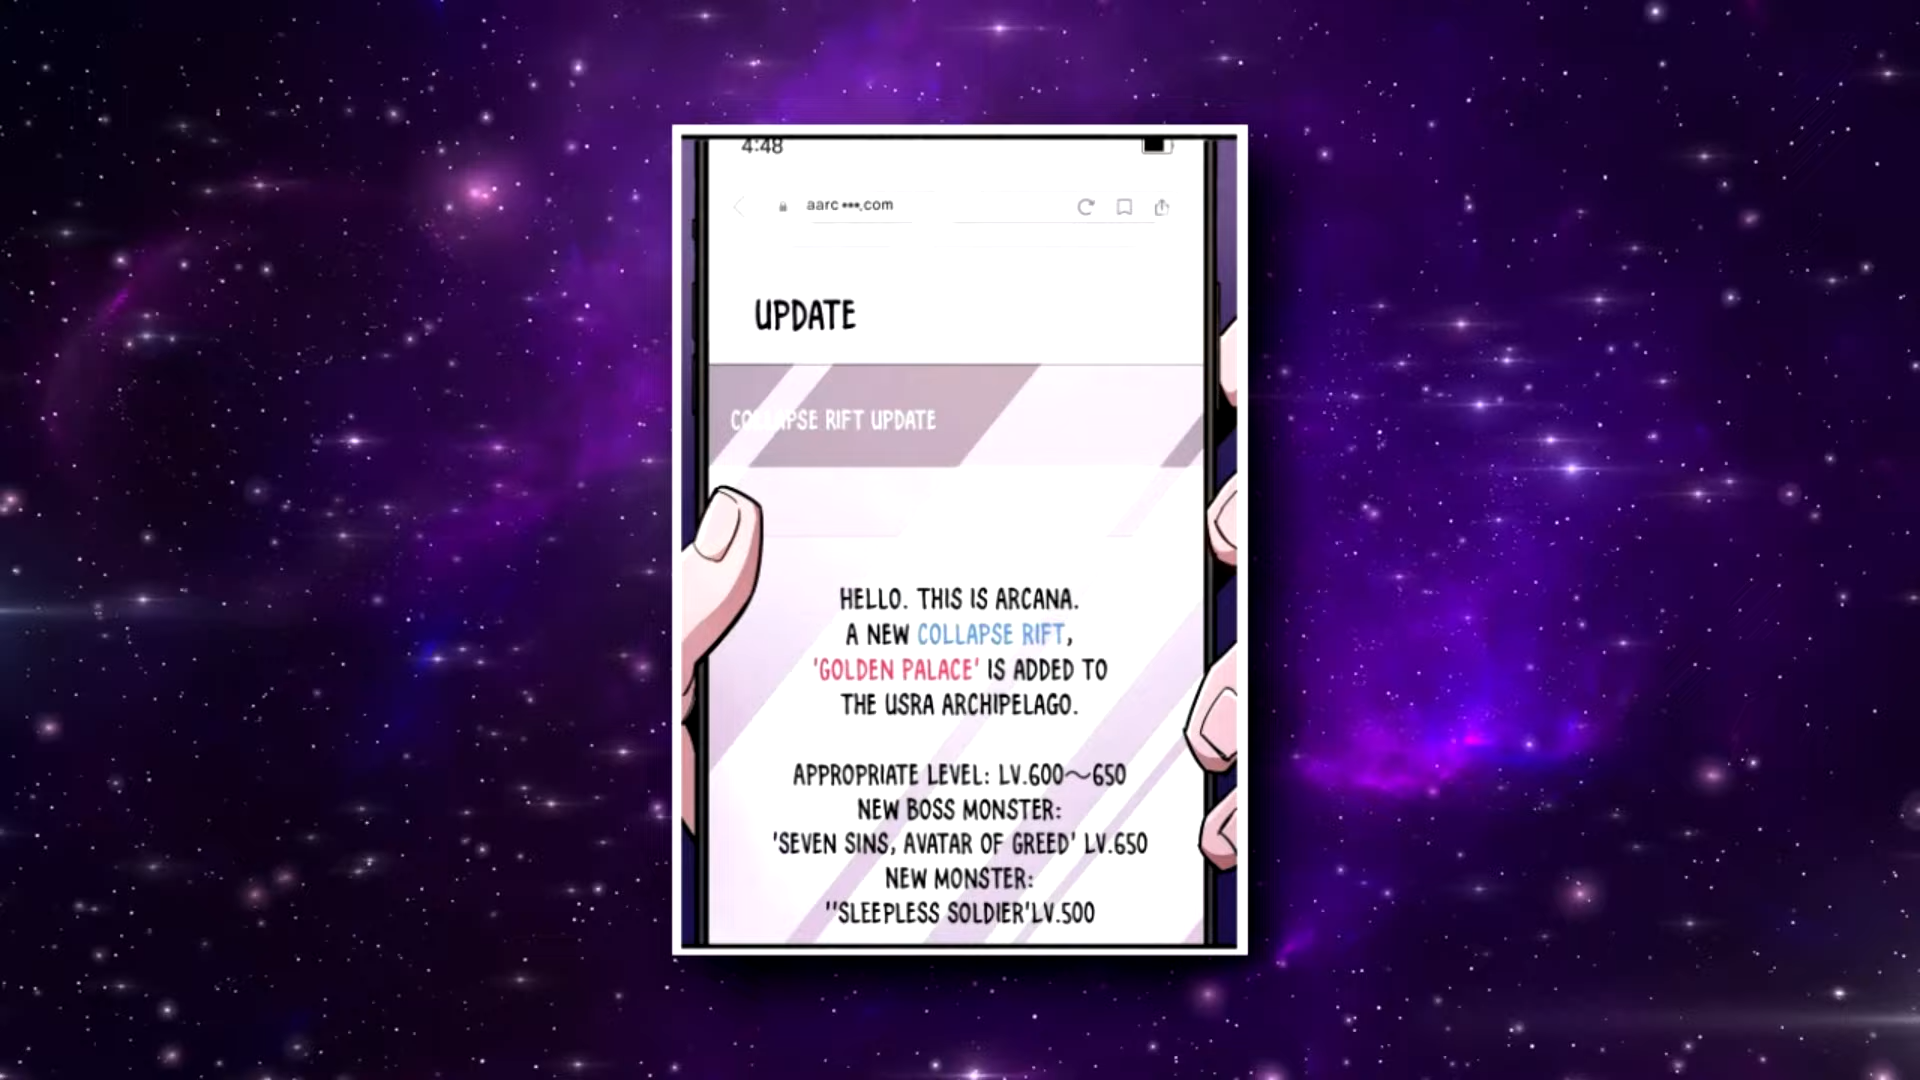 4:48
aarc•••.com
UPDATE
COLLAPSE RIFT UPDATE
HELLO. THIS IS ARCANA.
A NEW COLLAPSE RIFT,
'GOLDEN PALACE' IS ADDED TO
THE USRA ARCHIPELAGO.
APPROPRIATE LEVEL: LV.600~650
NEW BOSS MONSTER:
'SEVEN SINS, AVATAR OF GREED' LV.650
NEW MONSTER:
''SLEEPLESS SOLDIER'LV.500